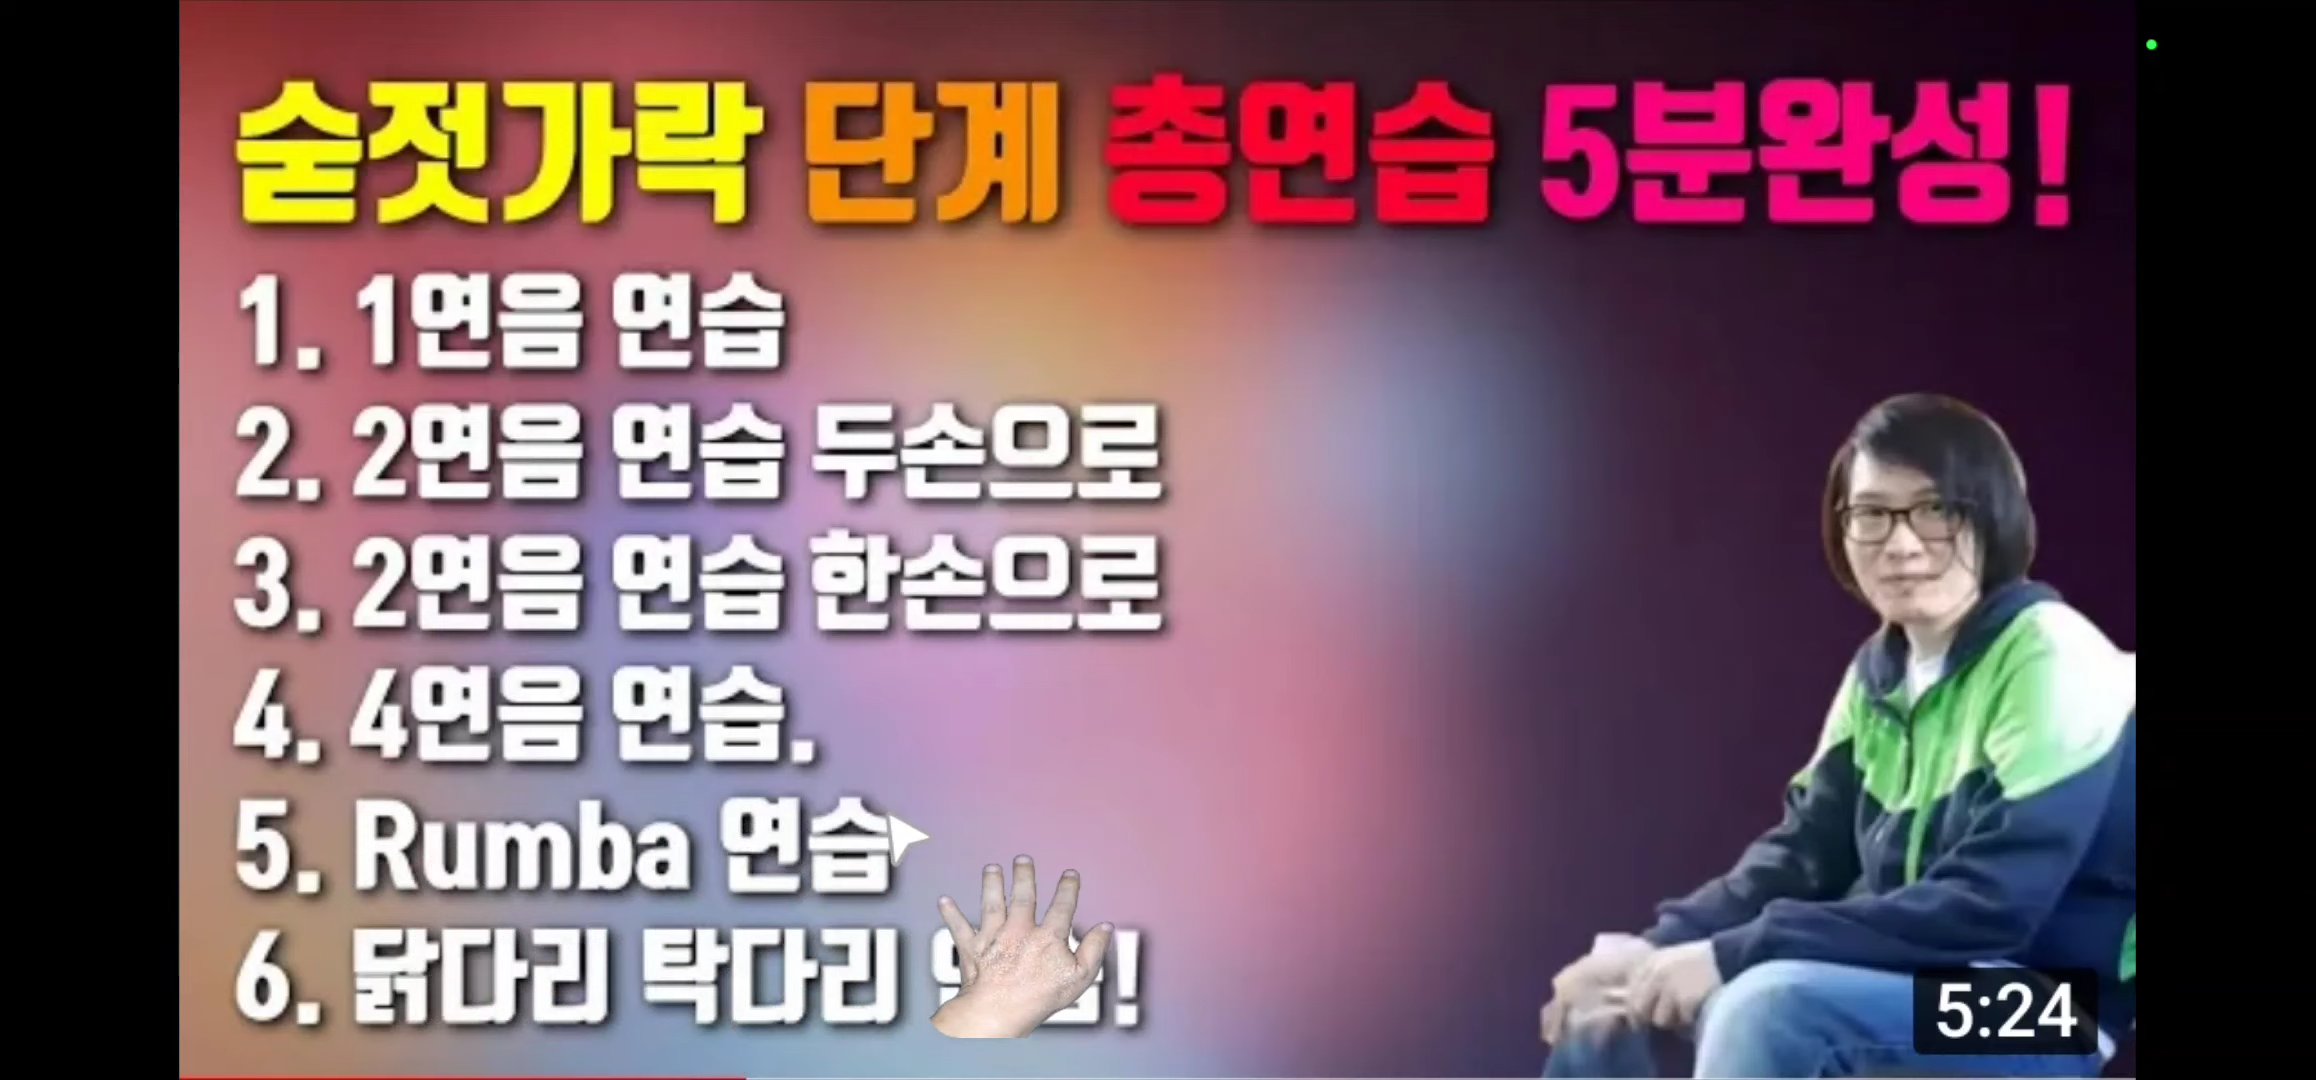 숟젓가락 단계 총연습 5분완성!
1. 1연음 연습
2. 2연음 연습 두손으로
3. 2연음 연습 한손으로
4. 4연음 연습.
5. Rumba 연습
6. 닭다리 탁다리
5:24